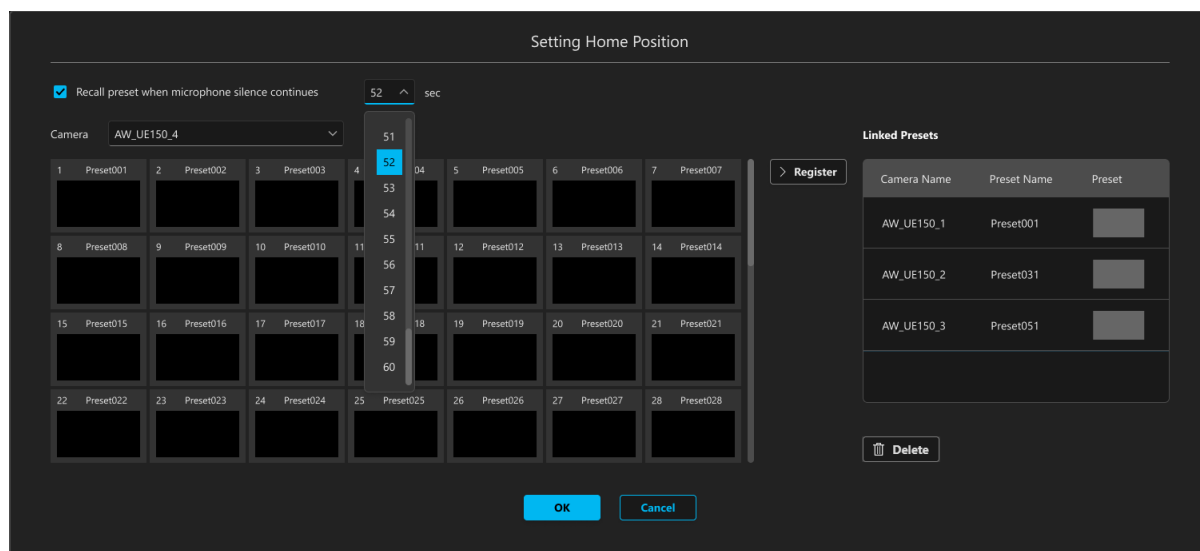 Setting Home Position
Recall preset when microphone silence continues 52 sec
Camera AW_UE150_4
51
52
53
54
55
56
57
58
59
60
1 Preset001 2 Preset002 3 Preset003 4 04 5 Preset005 6 Preset006 7 Preset007
8 Preset008 9 Preset009 10 Preset010 11 11 12 Preset012 13 Preset013 14 Preset014
15 Preset015 16 Preset016 17 Preset017 18 18 19 Preset019 20 Preset020 21 Preset021
22 Preset022 23 Preset023 24 Preset024 25 Preset025 26 Preset026 27 Preset027 28 Preset028
Register
Linked Presets
Camera Name Preset Name Preset
AW_UE150_1 Preset001
AW_UE150_2 Preset031
AW_UE150_3 Preset051
Delete
OK Cancel